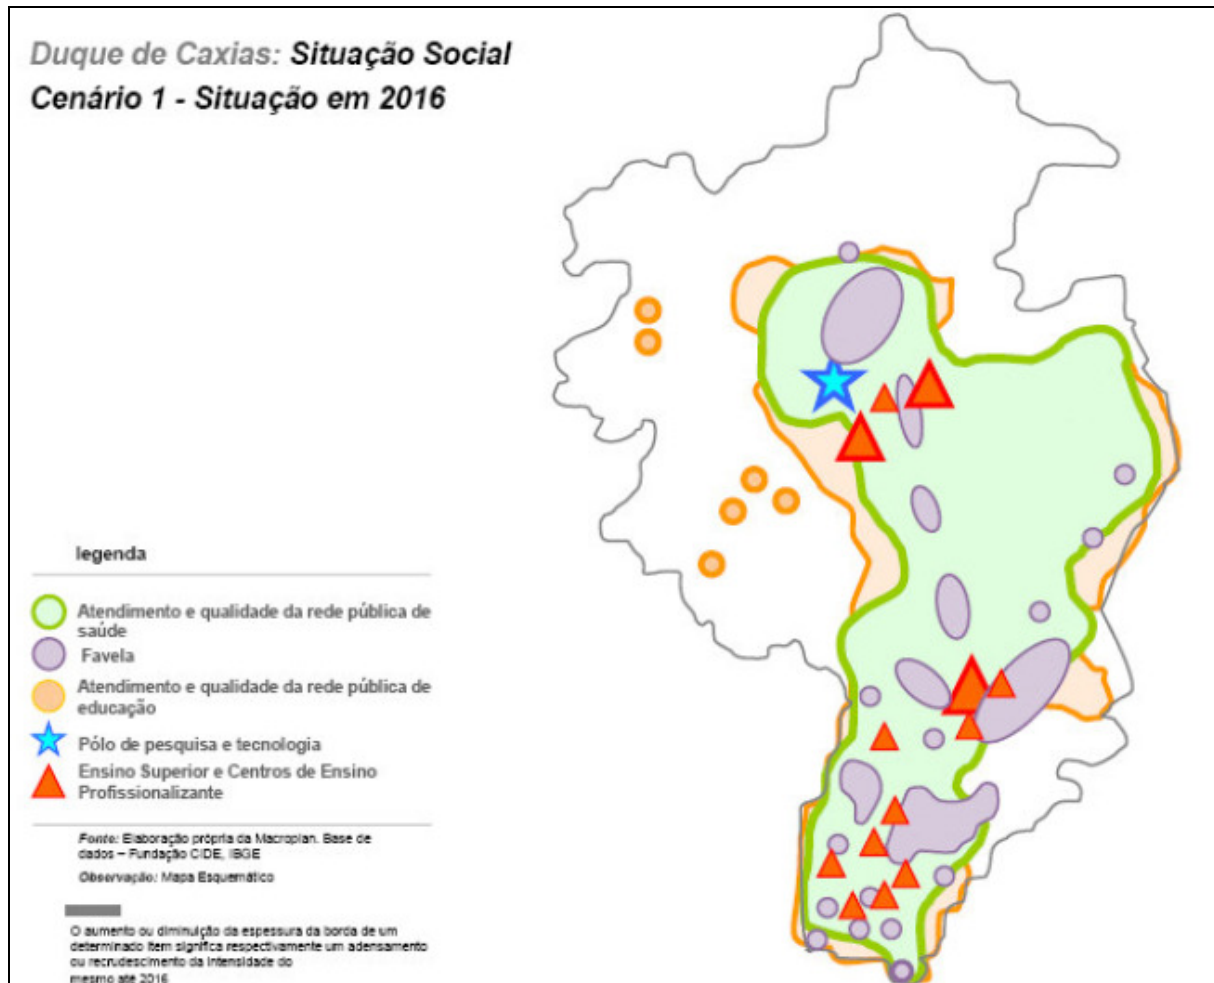 Duque de Caxias: Situação Social
Cenário 1 - Situação em 2016
legenda
Atendimento e qualidade da rede pública de
saúde
Favela
Atendimento e qualidade da rede pública de
educação
Pólo de pesquisa e tecnologia
Ensino Superior e Centros de Ensino
Profissionalizante
Fonte: Elaboração própria da Macroplan. Base de
dados – Fundação CIDE, IBGE
Observação: Mapa Esquemático
O aumento ou diminuição da espessura da borda de um
determinado item significa respectivamente um adensamento
ou recrudescimento da intensidade do
mesmo até 2016